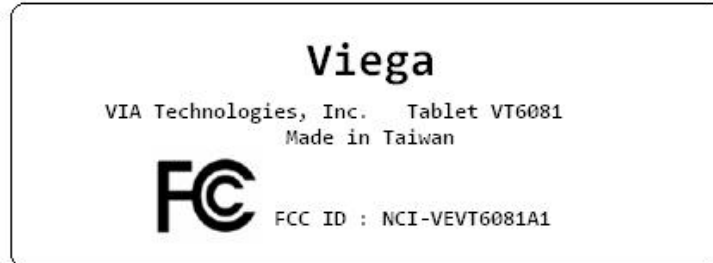 Viega
VIA Technologies, Inc. Tablet VT6081
Made in Taiwan
FC
FCC ID : NCI-VEVT6081A1